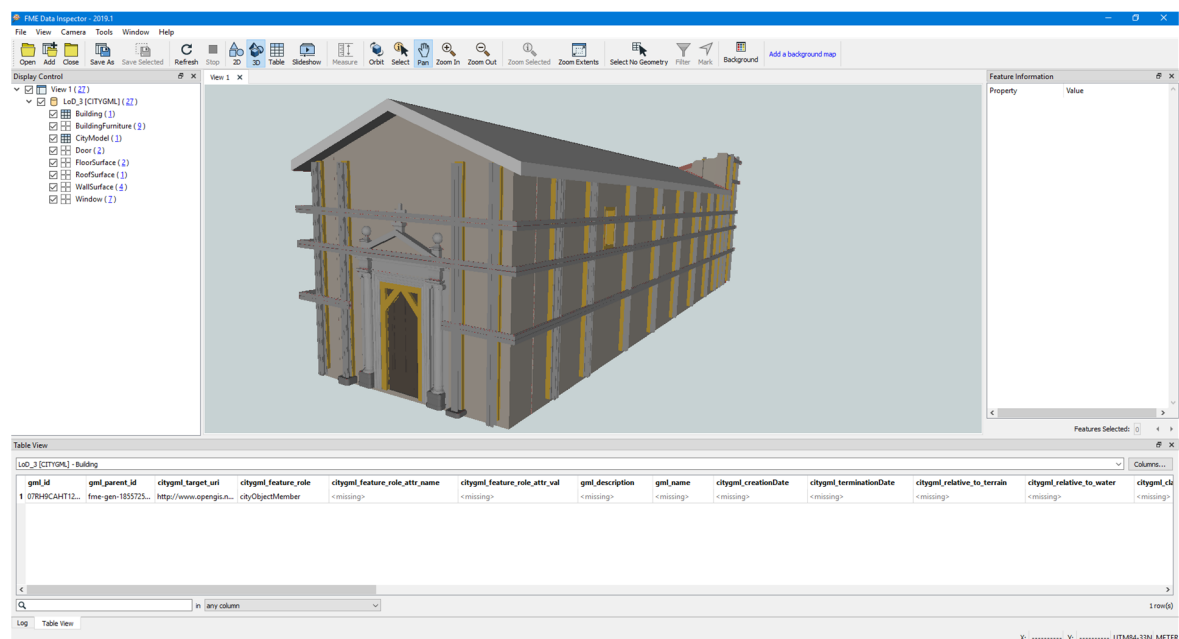 FME Data Inspector - 2019.1
File View Camera Tools Window Help
Open Add Close Save As Save Selected Refresh Stop 2D 3D Table Slideshow Measure Orbit Select Pan Zoom In Zoom Out Zoom Selected Zoom Extents Select No Geometry Filter Mark Background Add a background map
Display Control
View 1
Feature Information
View 1 (27)
LoD_3 [CITYGML] (27)
Building (1)
BuildingFurniture (9)
CityModel (1)
Door (2)
FloorSurface (2)
RoofSurface (1)
WallSurface (4)
Window (7)
Property Value
Features Selected: 0
Table View
LoD_3 [CITYGML] - Building
Columns...
gml_id gml_parent_id citygml_target_uri citygml_feature_role citygml_feature_role_attr_name citygml_feature_role_attr_val gml_description gml_name citygml_creationDate citygml_terminationDate citygml_relative_to_terrain citygml_relative_to_water citygml_cla
1 07RH9CAHT12... fme-gen-1855725... http://www.opengis.n... cityObjectMember <missing> <missing> <missing> <missing> <missing> <missing> <missing> <missing> <missing>
in any column
1 row(s)
Log Table View
X: ---------- Y: ---------- UTM84-33N METER